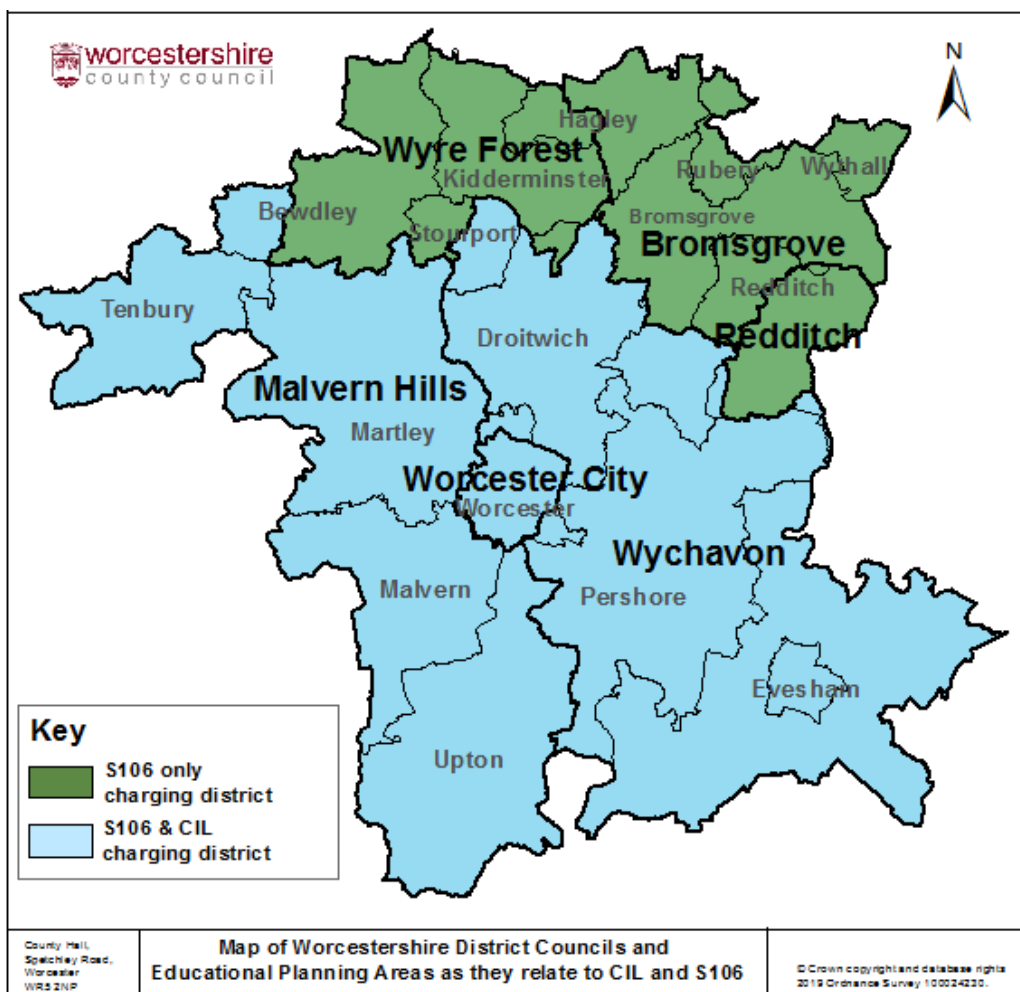 worcestershire
county council
N
Hagley
Wyre Forest
Kidderminster
Rubery
Wythall
Bewdley
Stourport
Bromsgrove
Bromsgrove
Redditch
Tenbury
Droitwich
Redditch
Malvern Hills
Martley
Worcester City
Worcester
Wychavon
Malvern
Pershore
Evesham
Upton
Key
S106 only
charging district
S106 & CIL
charging district
County Hall,
Spetchley Road,
Worcester
WR5 2NP
Map of Worcestershire District Councils and
Educational Planning Areas as they relate to CIL and S106
© Crown copyright and database rights
2019 Ordnance Survey 100024230.